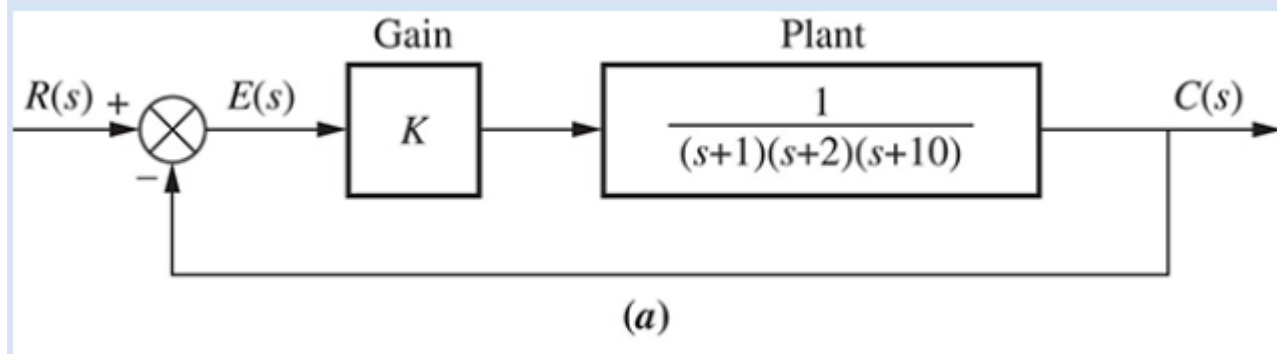 Gain Plant
R(s) + E(s) C(s)
K
1
(s+1)(s+2)(s+10)
−
(a)